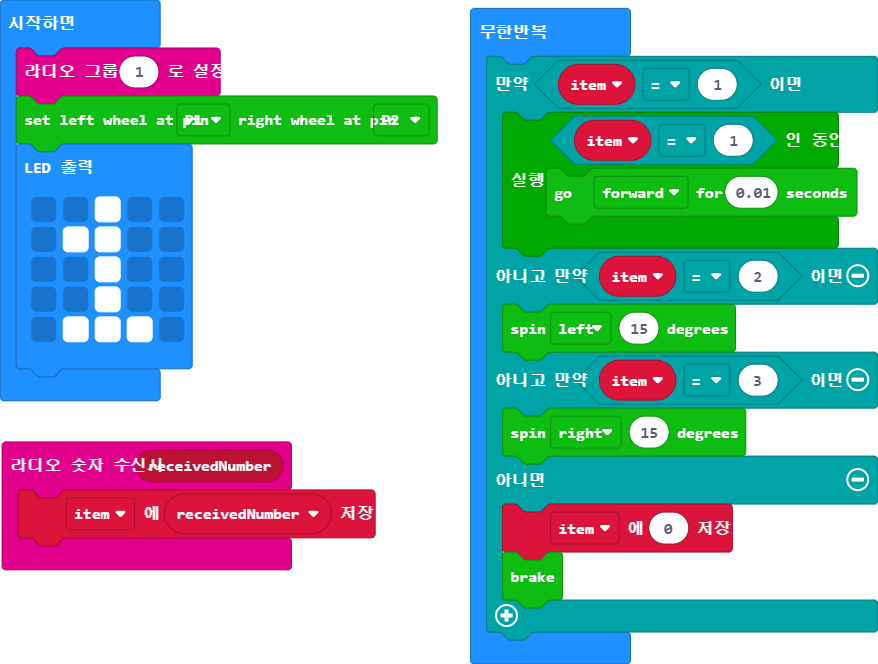 시작하면
라디오 그룹 1 로 설정
set left wheel at pin P1 right wheel at pin P2
LED 출력
라디오 숫자 수신시 receivedNumber
item 에 receivedNumber 저장
무한반복
만약 item = 1 이면
item = 1 인 동안
실행 go forward for 0.01 seconds
아니고 만약 item = 2 이면
spin left 15 degrees
아니고 만약 item = 3 이면
spin right 15 degrees
아니면
item 에 0 저장
brake